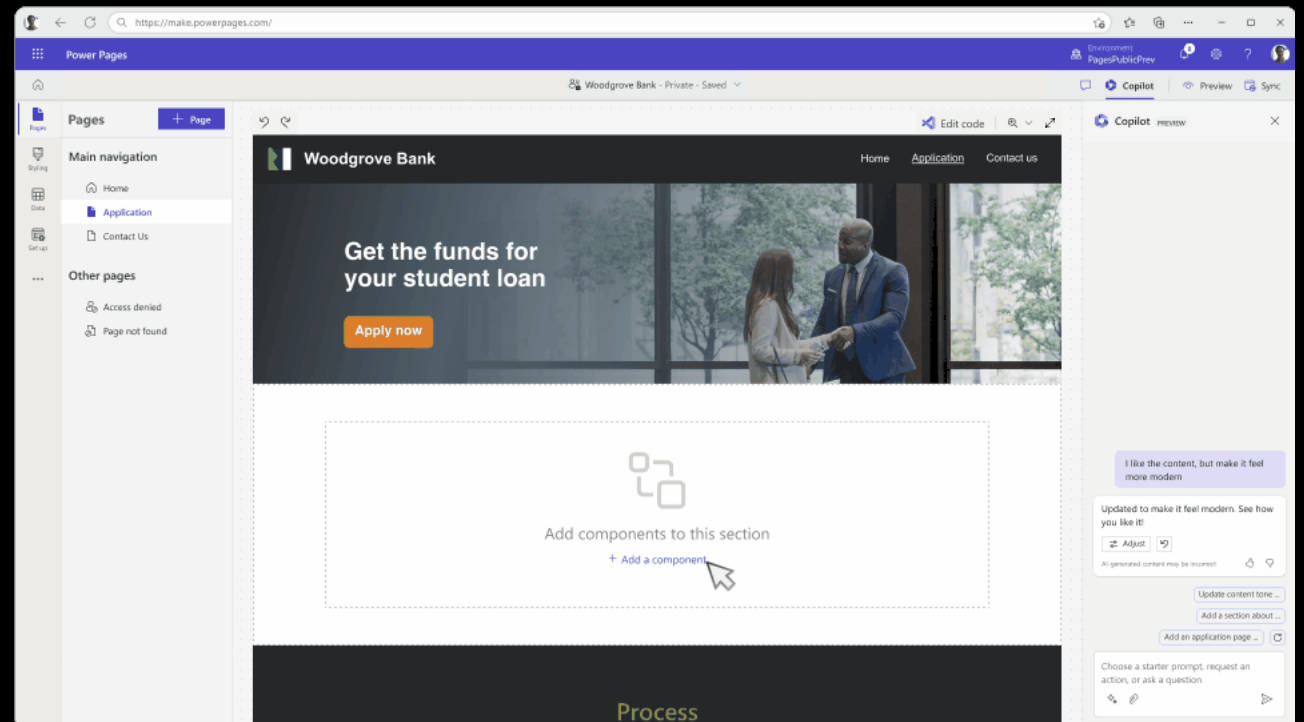 https://make.powerpages.com/
Power Pages
Environment
PagesPublicPrev
Woodgrove Bank - Private - Saved
Copilot
Preview
Sync
Pages
Styling
Data
Set up
Pages
+ Page
Main navigation
Home
Application
Contact Us
Other pages
Access denied
Page not found
Edit code
Woodgrove Bank
Home
Application
Contact us
Get the funds for
your student loan
Apply now
Add components to this section
+ Add a component
Process
Copilot PREVIEW
I like the content, but make it feel
more modern
Updated to make it feel modern. See how
you like it!
Adjust
AI generated content may be incorrect
Update content tone ...
Add a section about ...
Add an application page ...
Choose a starter prompt, request an
action, or ask a question